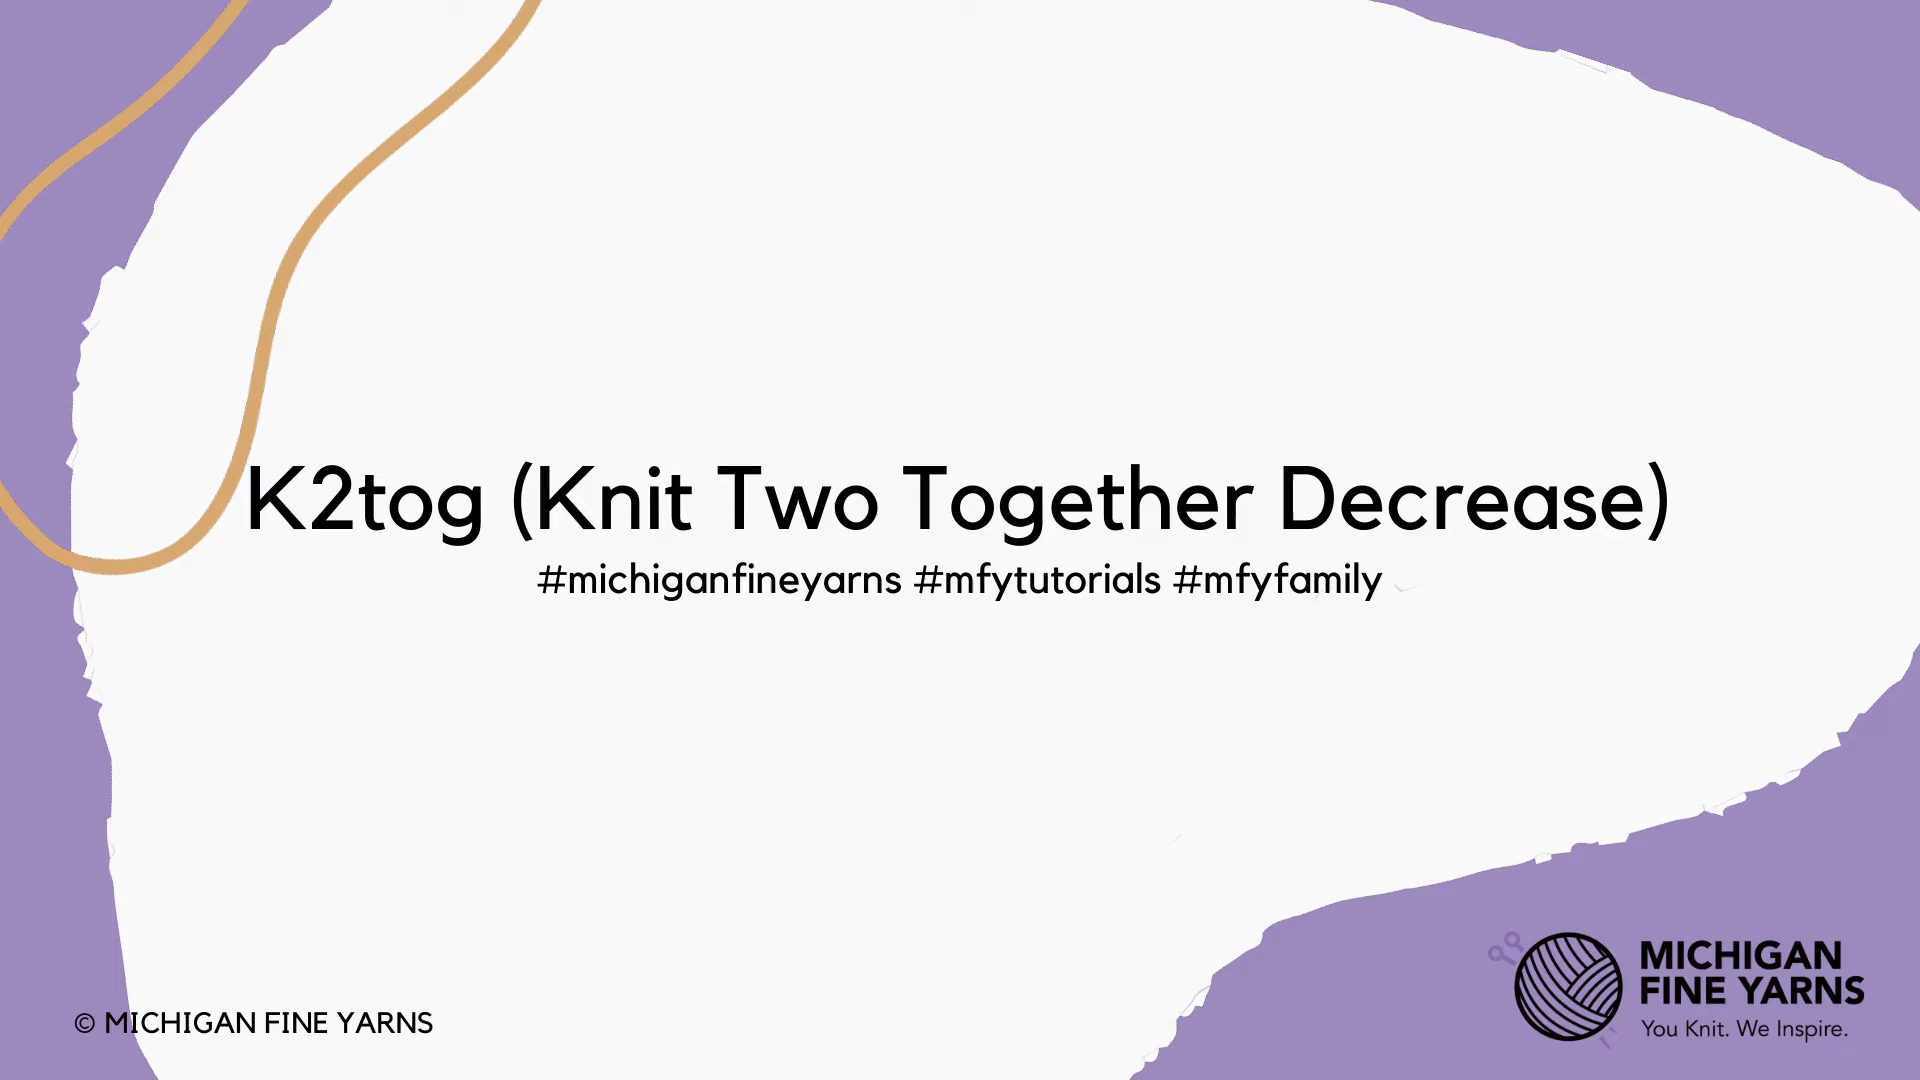 K2tog (Knit Two Together Decrease)
#michiganfineyarns #mfytutorials #mfyfamily
MICHIGAN
FINE YARNS
You Knit. We Inspire.
© MICHIGAN FINE YARNS